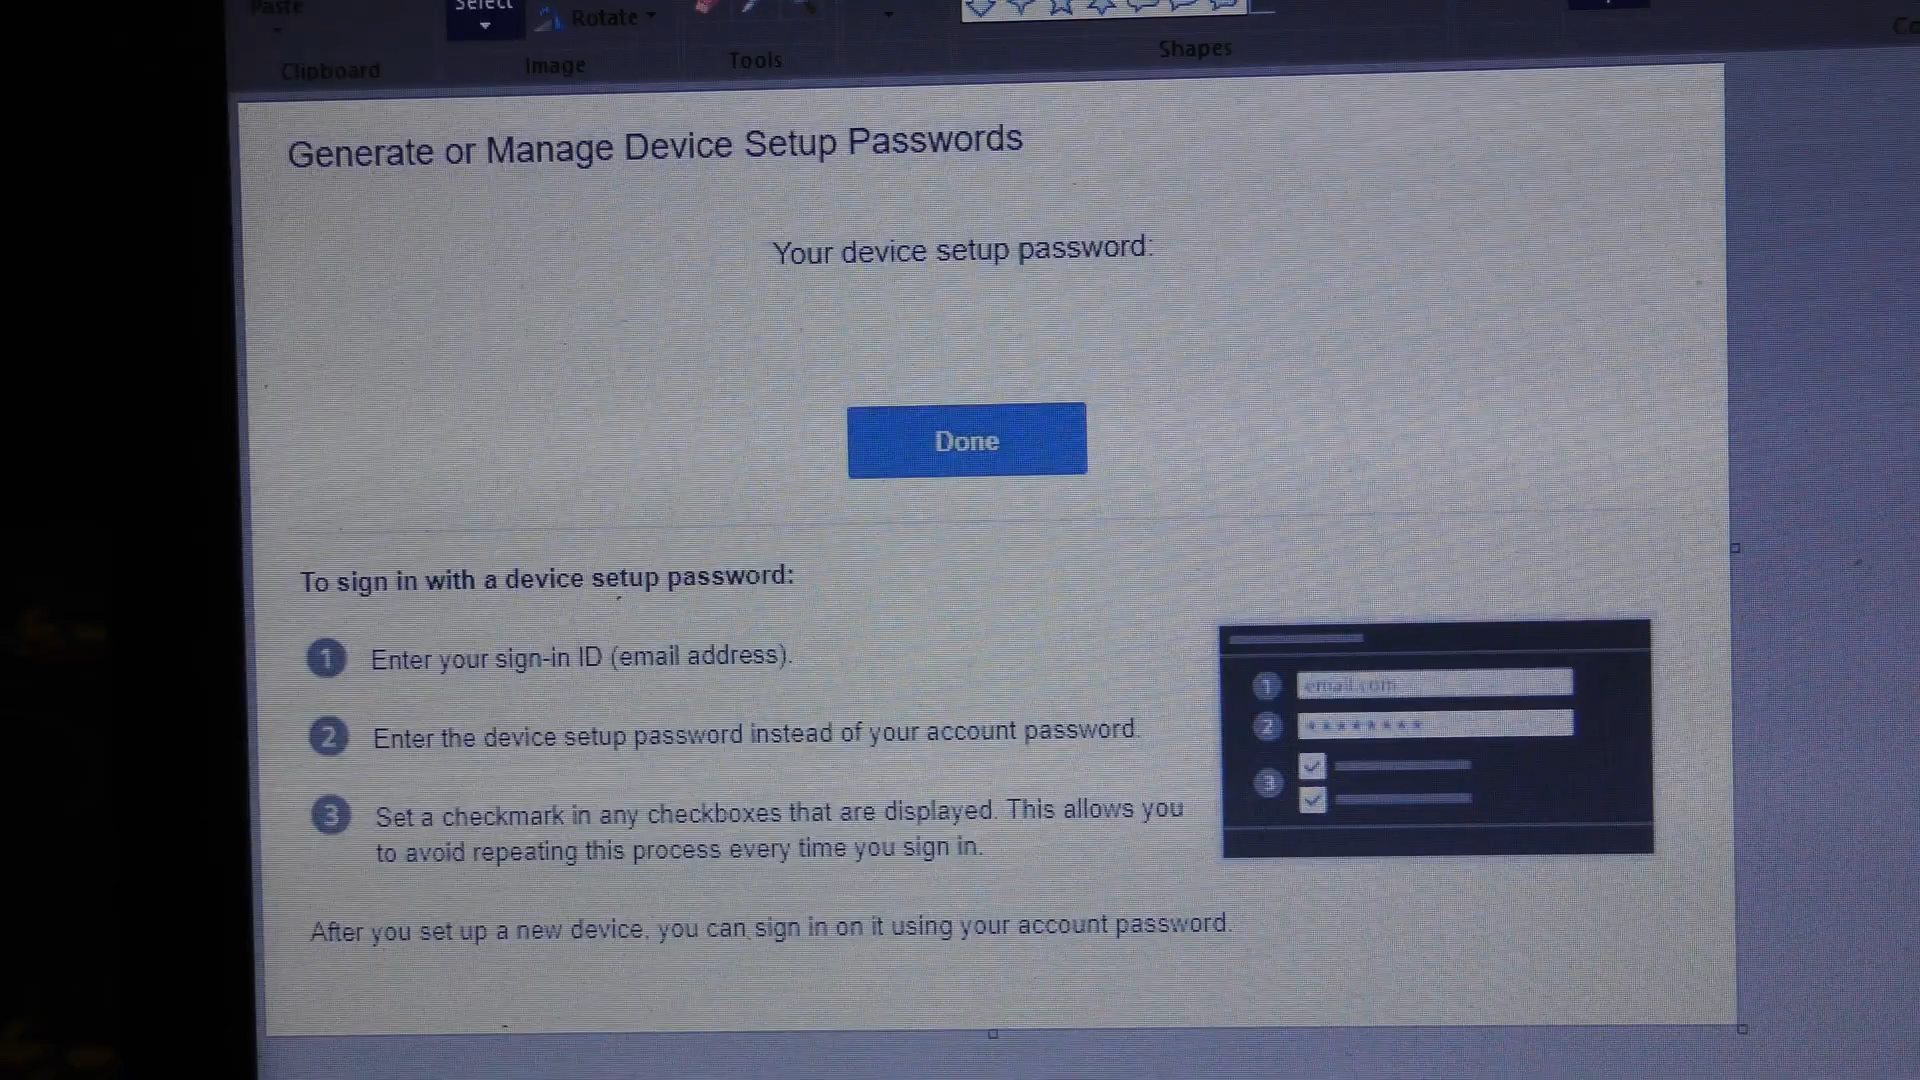 Paste
Select
Rotate
Clipboard
Image
Tools
Shapes
Co
Generate or Manage Device Setup Passwords
Your device setup password:
Done
To sign in with a device setup password:
1 Enter your sign-in ID (email address).
2 Enter the device setup password instead of your account password.
3 Set a checkmark in any checkboxes that are displayed. This allows you
to avoid repeating this process every time you sign in.
1 email.com
2 ********
3
After you set up a new device, you can sign in on it using your account password.